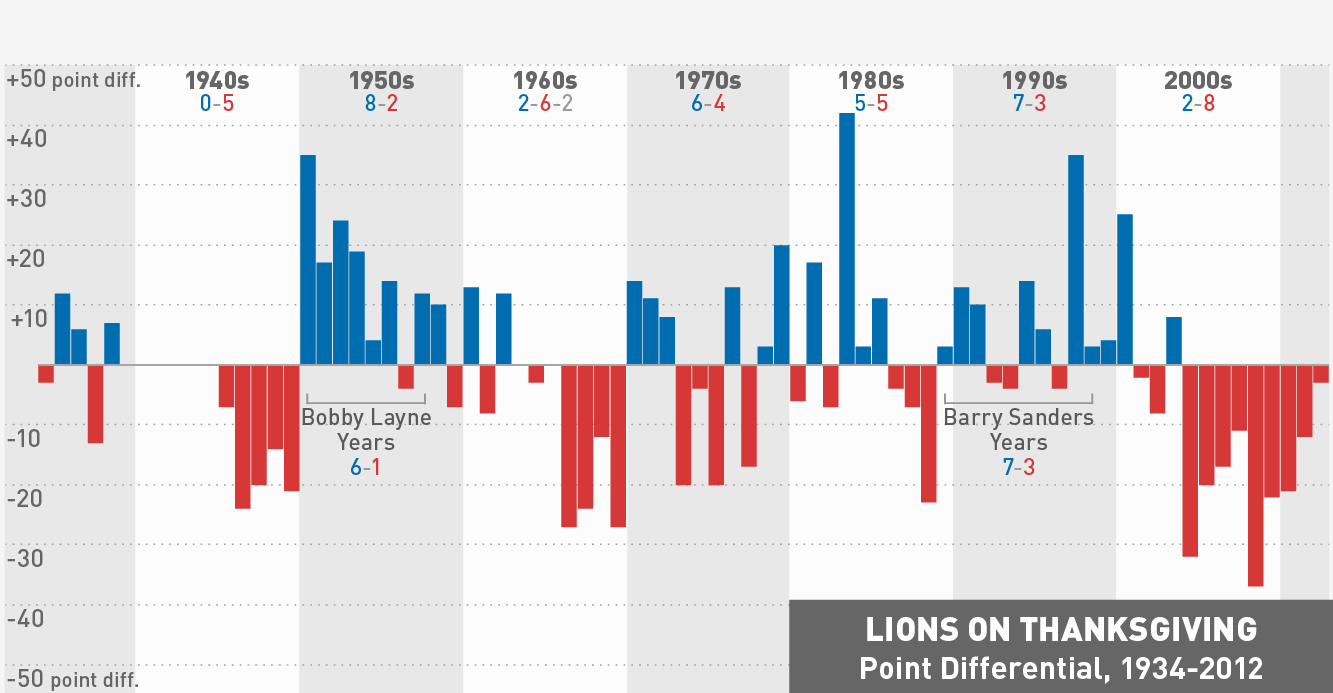 +50 point diff.
1940s
0-5
1950s
8-2
1960s
2-6-2
1970s
6-4
1980s
5-5
1990s
7-3
2000s
2-8
+40
+30
+20
+10
-10
-20
-30
-40
-50 point diff.
Bobby Layne
Years
6-1
Barry Sanders
Years
7-3
LIONS ON THANKSGIVING
Point Differential, 1934-2012